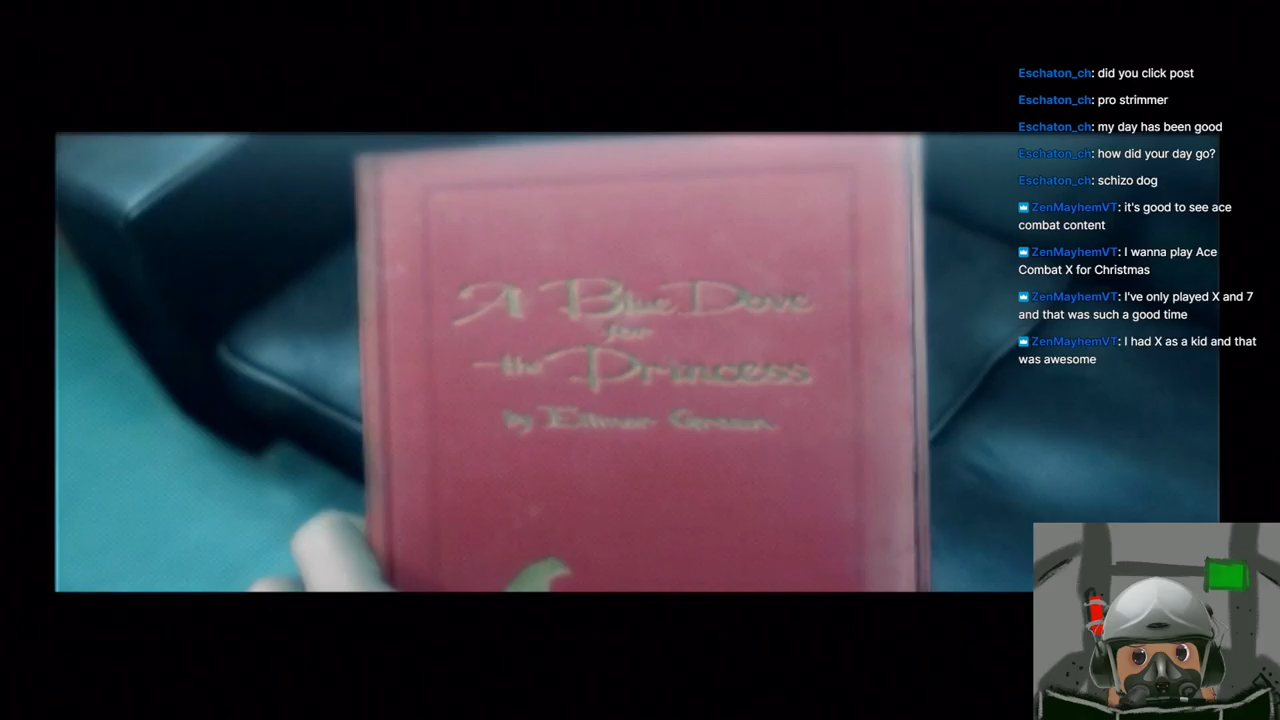 A Blue Dove
for
the Princess
by
Eschaton_ch: did you click post
Eschaton_ch: pro strimmer
Eschaton_ch: my day has been good
Eschaton_ch: how did your day go?
Eschaton_ch: schizo dog
ZenMayhemVT: it's good to see ace
combat content
ZenMayhemVT: I wanna play Ace
Combat X for Christmas
ZenMayhemVT: I've only played X and 7
and that was such a good time
ZenMayhemVT: I had X as a kid and that
was awesome